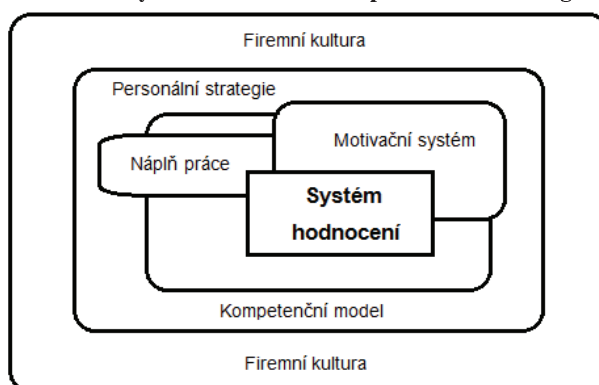 Firemní kultura
Personální strategie
Motivační systém
Náplň práce
Systém
hodnocení
Kompetenční model
Firemní kultura